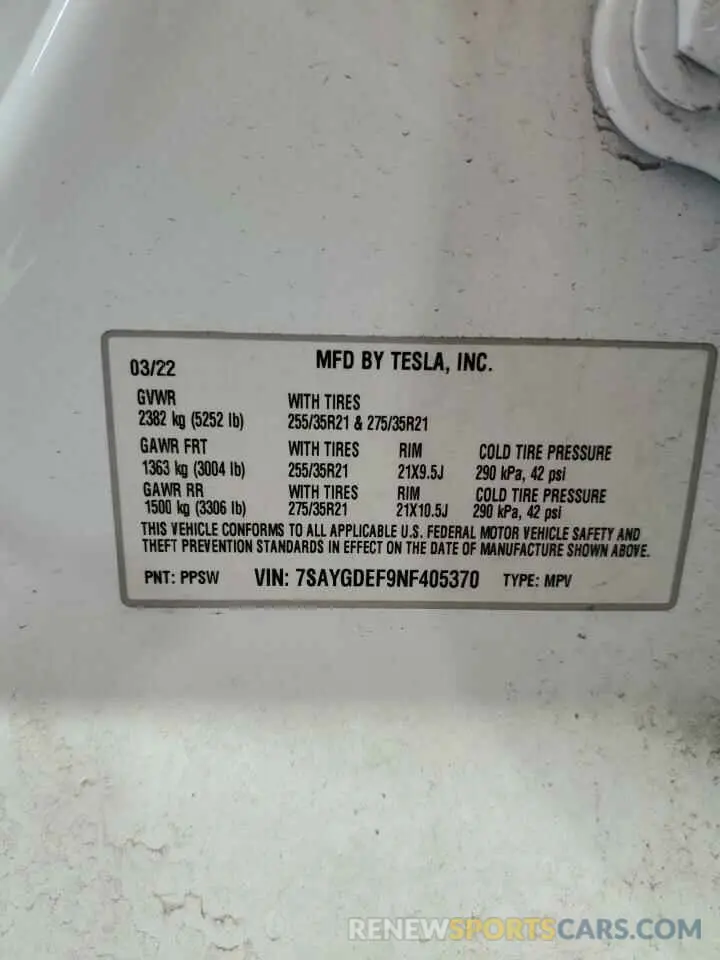 03/22 MFD BY TESLA, INC.
GVWR WITH TIRES
2382 kg (5252 lb) 255/35R21 & 275/35R21
GAWR FRT WITH TIRES RIM COLD TIRE PRESSURE
1363 kg (3004 lb) 255/35R21 21X9.5J 290 kPa, 42 psi
GAWR RR WITH TIRES RIM COLD TIRE PRESSURE
1500 kg (3306 lb) 275/35R21 21X10.5J 290 kPa, 42 psi
THIS VEHICLE CONFORMS TO ALL APPLICABLE U.S. FEDERAL MOTOR VEHICLE SAFETY AND
THEFT PREVENTION STANDARDS IN EFFECT ON THE DATE OF MANUFACTURE SHOWN ABOVE.
PNT: PPSW VIN: 7SAYGDEF9NF405370 TYPE: MPV
RENEWSPORTSCARS.COM